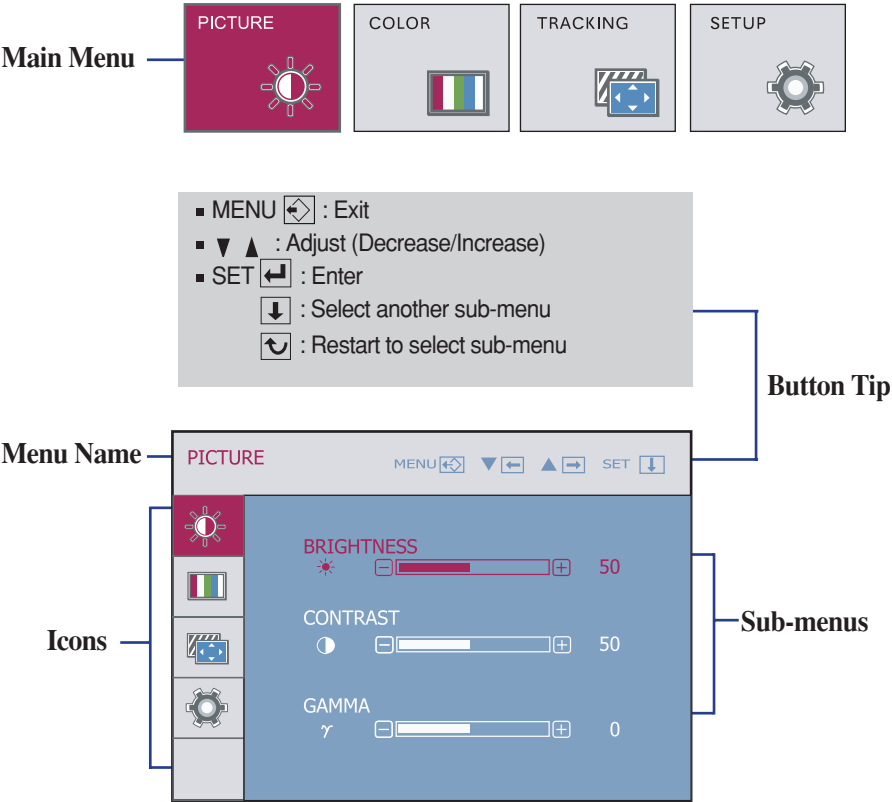 PICTURE COLOR TRACKING SETUP
Main Menu
MENU : Exit
▼ ▲ : Adjust (Decrease/Increase)
SET : Enter
: Select another sub-menu
: Restart to select sub-menu
Button Tip
Menu Name
PICTURE MENU ▼ ▲ SET
BRIGHTNESS
50
CONTRAST
50
Icons
Sub-menus
GAMMA
γ 0